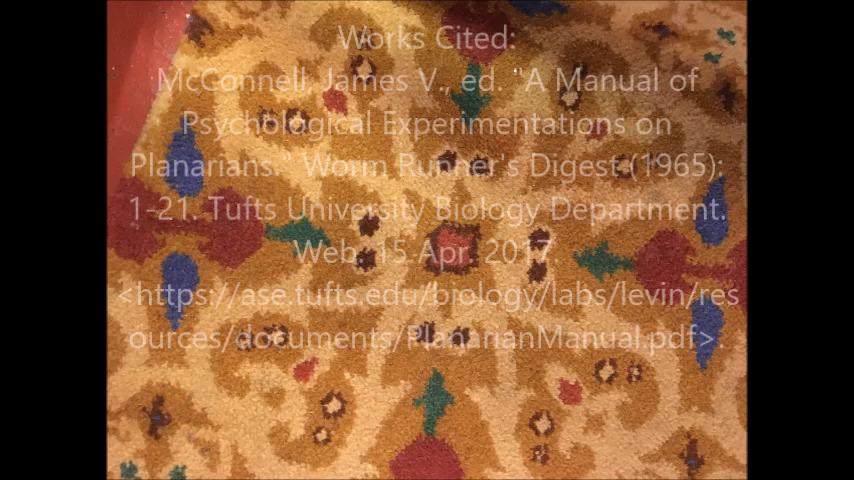 Works Cited:
McConnell, James V., ed. "A Manual of
Psychological Experimentations on
Planarians." Worm Runner's Digest (1965):
1-21. Tufts University Biology Department.
Web. 15 Apr. 2017.
<https://ase.tufts.edu/biology/labs/levin/res
ources/documents/PlanarianManual.pdf>.